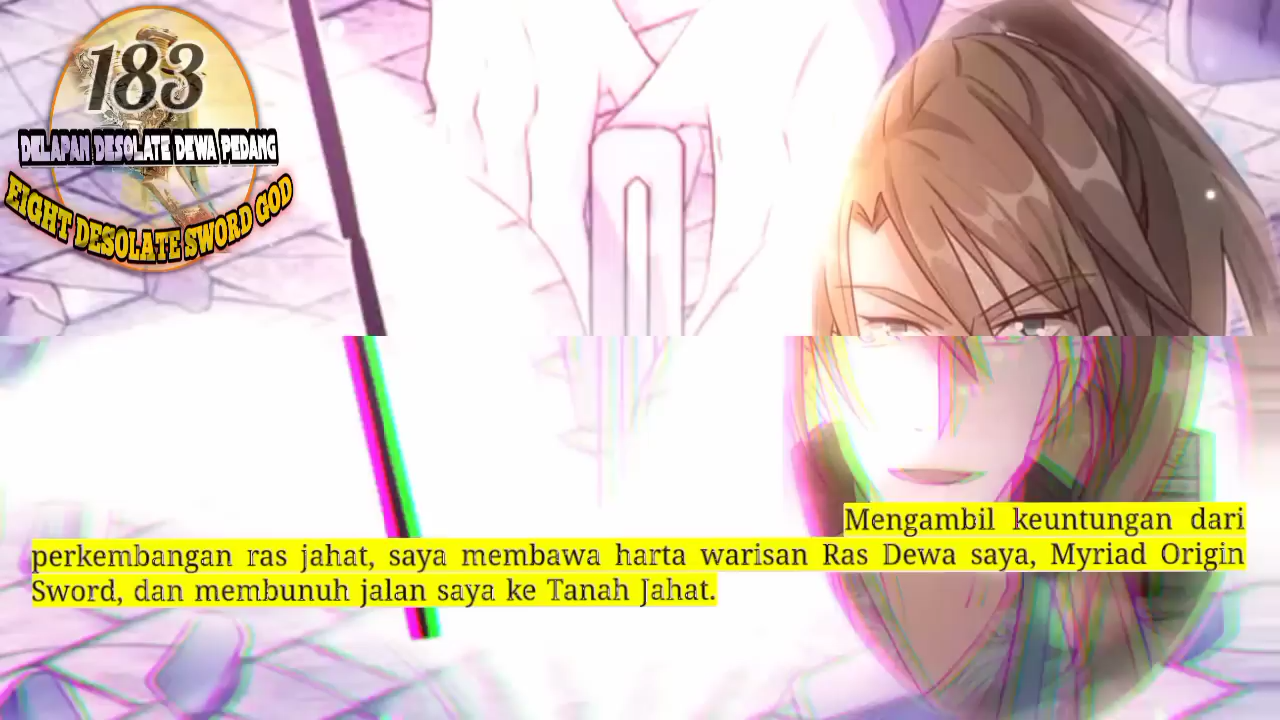 183
DELAPAN DESOLATE DEWA PEDANG
EIGHT DESOLATE SWORD GOD
Mengambil keuntungan dari
perkembangan ras jahat, saya membawa harta warisan Ras Dewa saya, Myriad Origin
Sword, dan membunuh jalan saya ke Tanah Jahat.